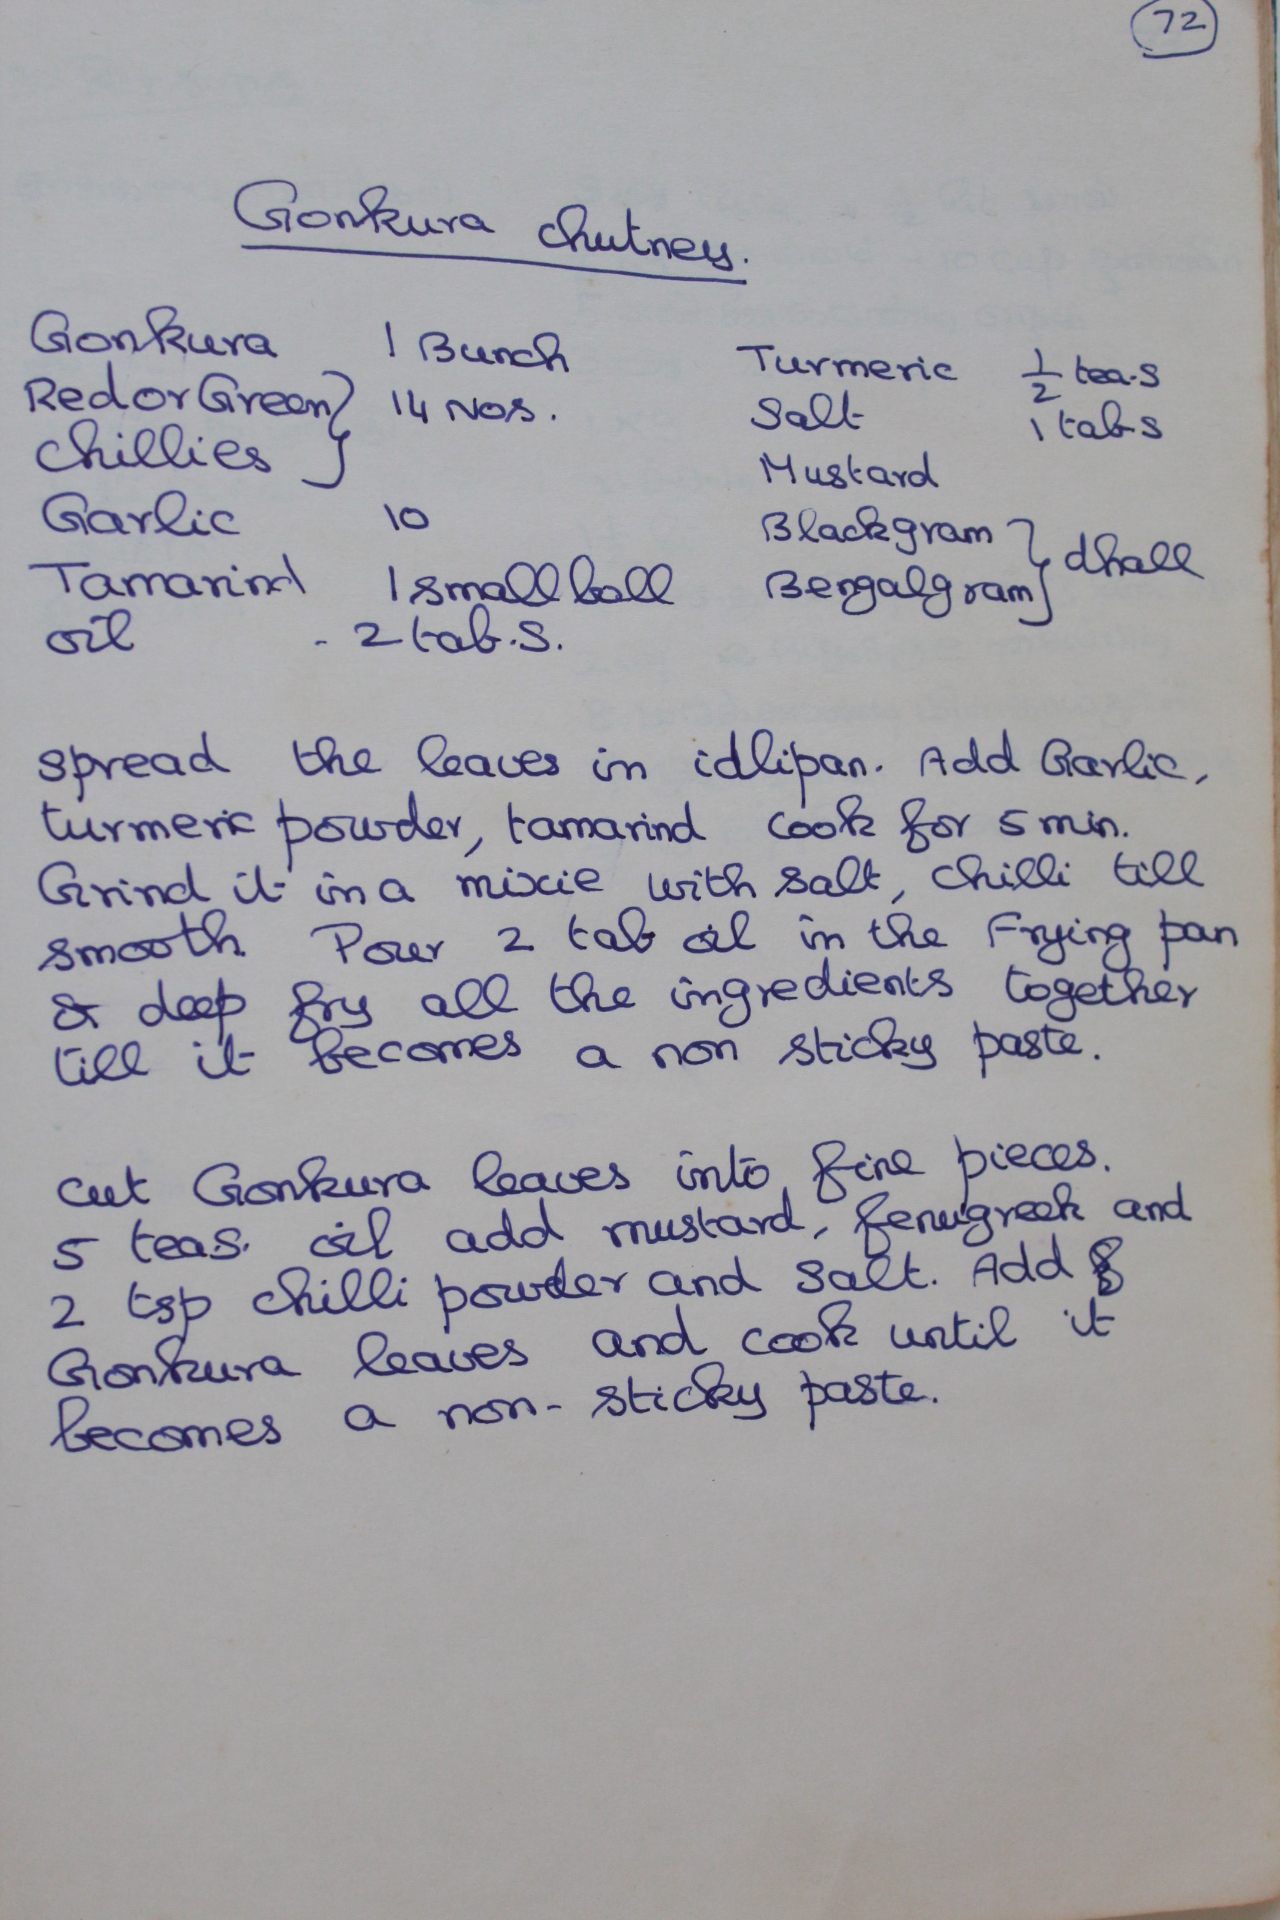 72
Gonkura chutney.
Gonkura 1 Bunch
Red or Green } 14 Nos.
chillies
Garlic 10
Tamarind 1 small ball
oil - 2 tab.s.
Turmeric 1/2 tea.s
Salt 1 tabs
Mustard
Blackgram } dhall
Bengalgram
spread the leaves in idlipan. Add Garlic,
turmeric powder, tamarind cook for 5 min.
Grind it in a mixie with salt, chilli till
smooth. Pour 2 tab oil in the Frying pan
& deep fry all the ingredients together
till it becomes a non sticky paste.
cut Gonkura leaves into fine pieces.
5 teas. oil add mustard, fenugreek and
2 tsp chilli powder and salt. Add
Gonkura leaves and cook until it
becomes a non-sticky paste.